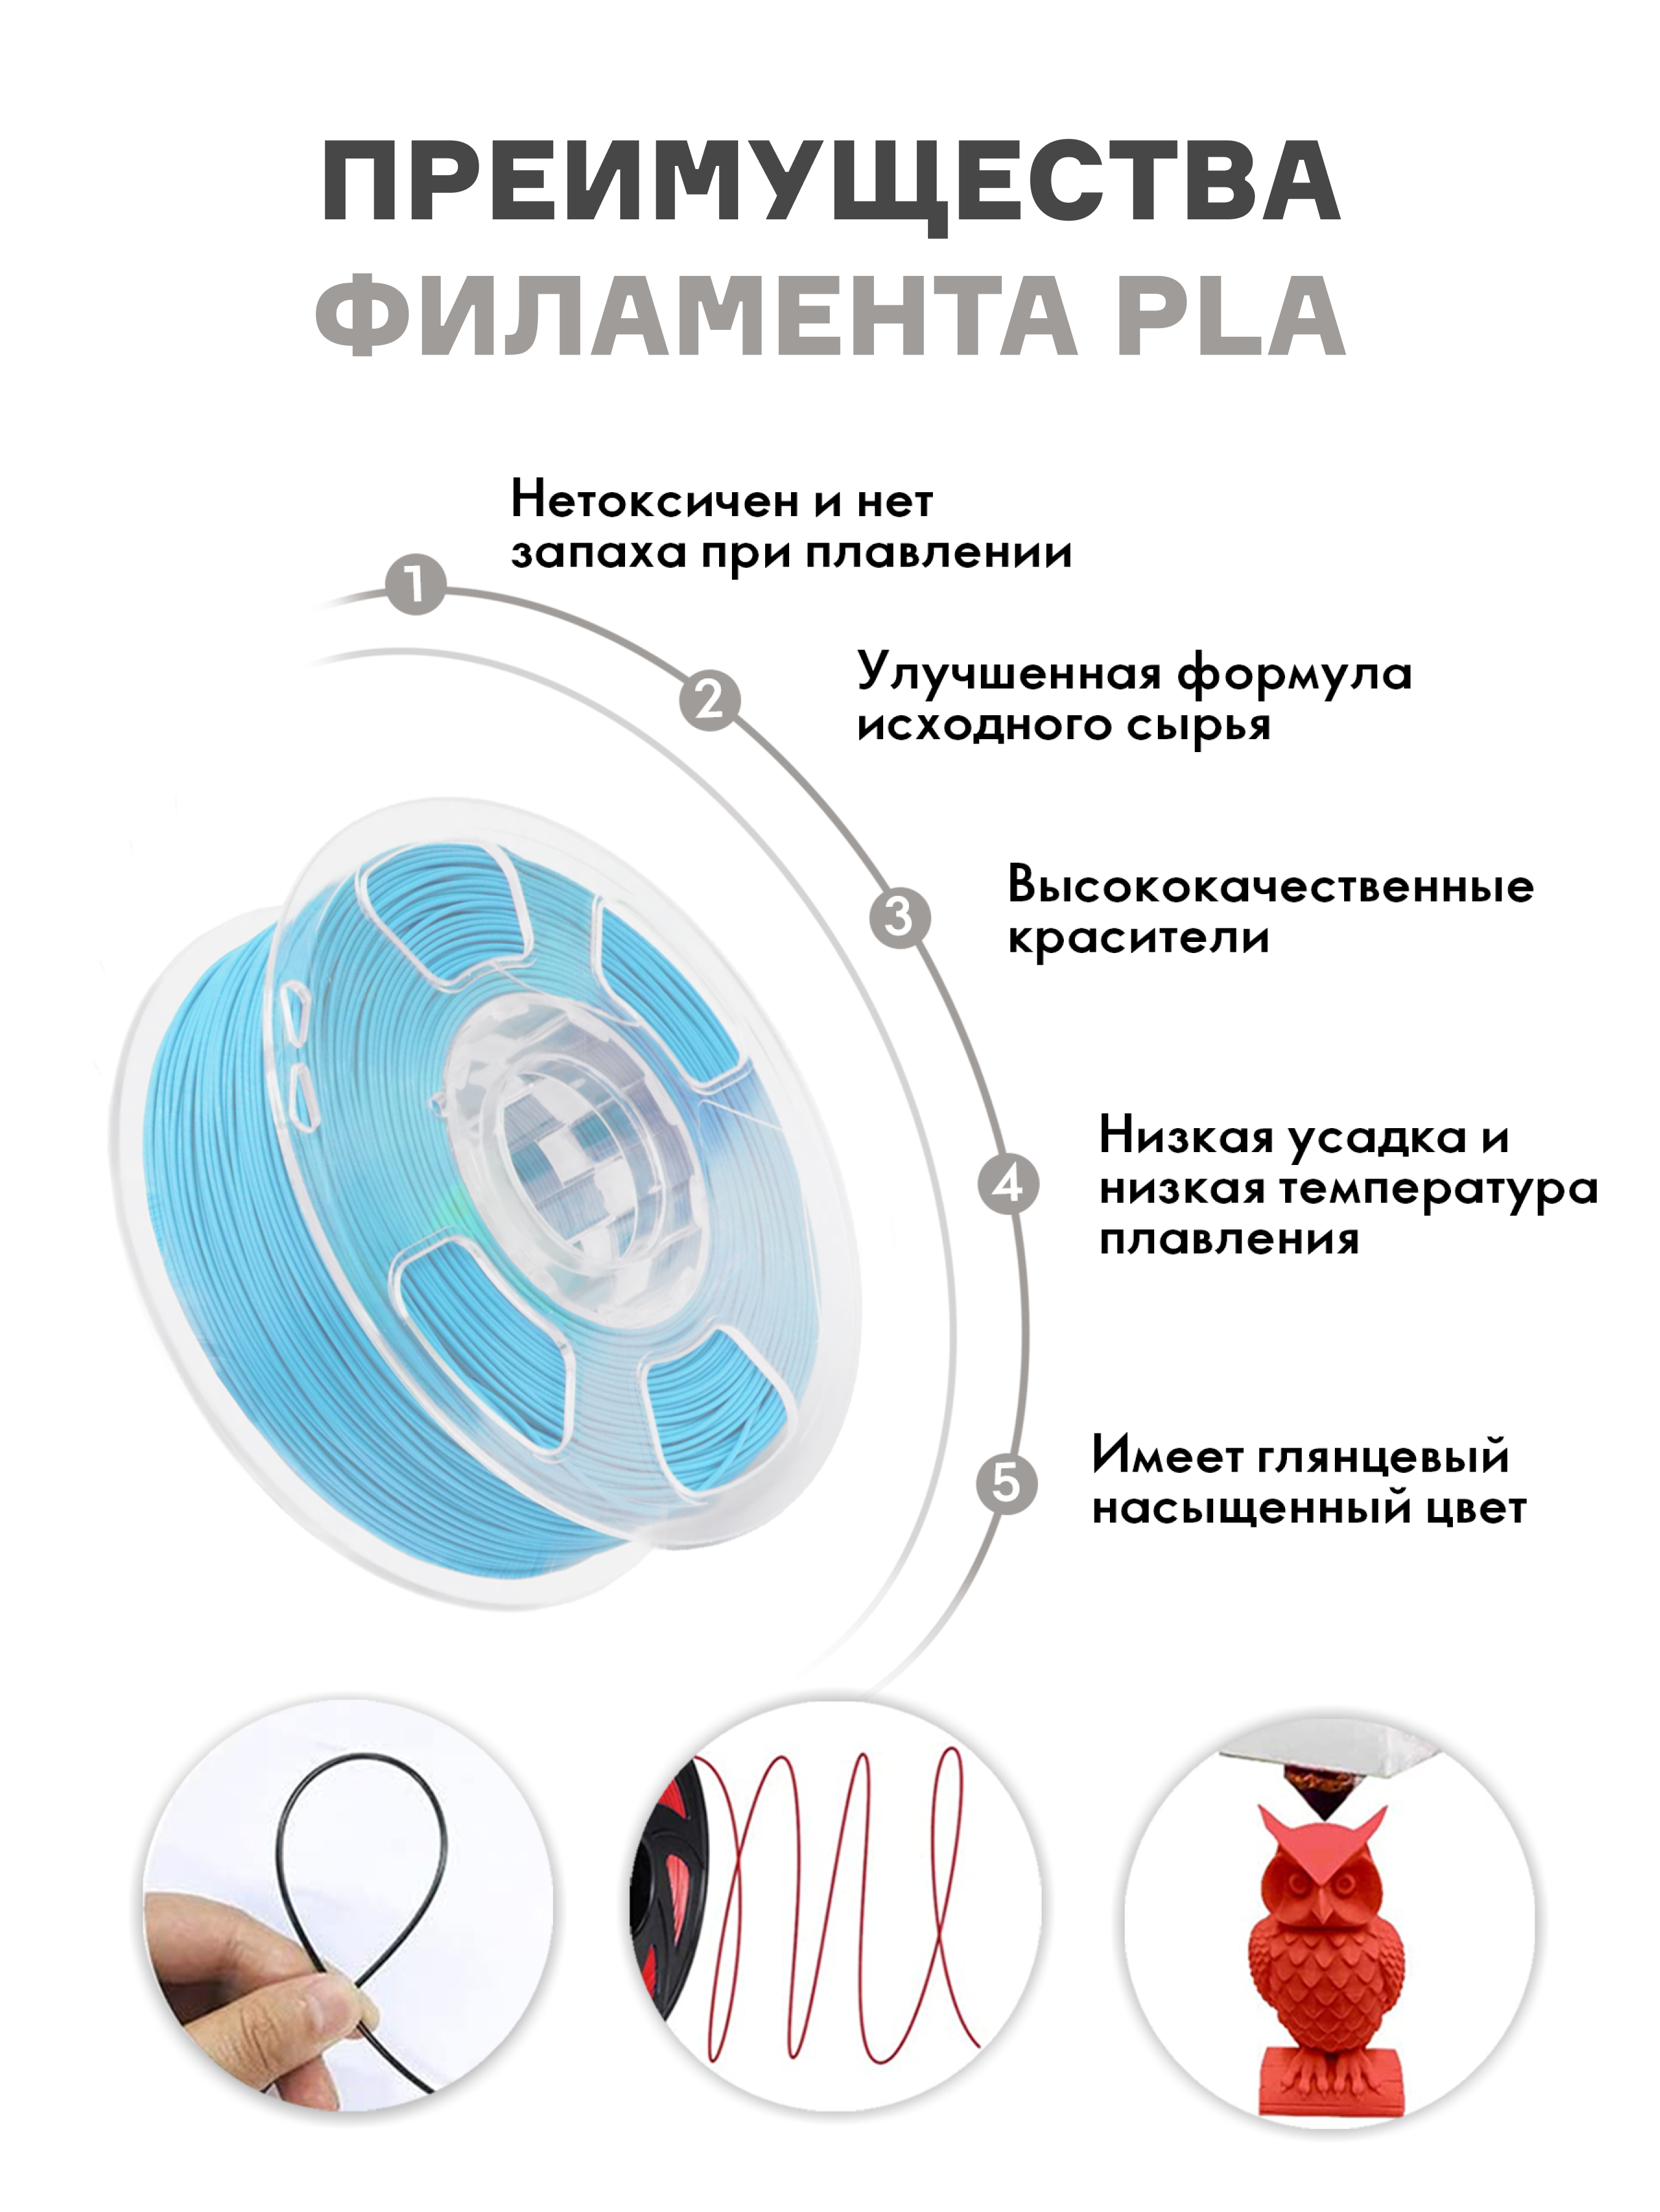 ПРЕИМУЩЕСТВА
ФИЛАМЕНТА PLA
1
Нетоксичен и нет
запаха при плавлении
2
Улучшенная формула
исходного сырья
3
Высококачественные
красители
4
Низкая усадка и
низкая температура
плавления
5
Имеет глянцевый
насыщенный цвет